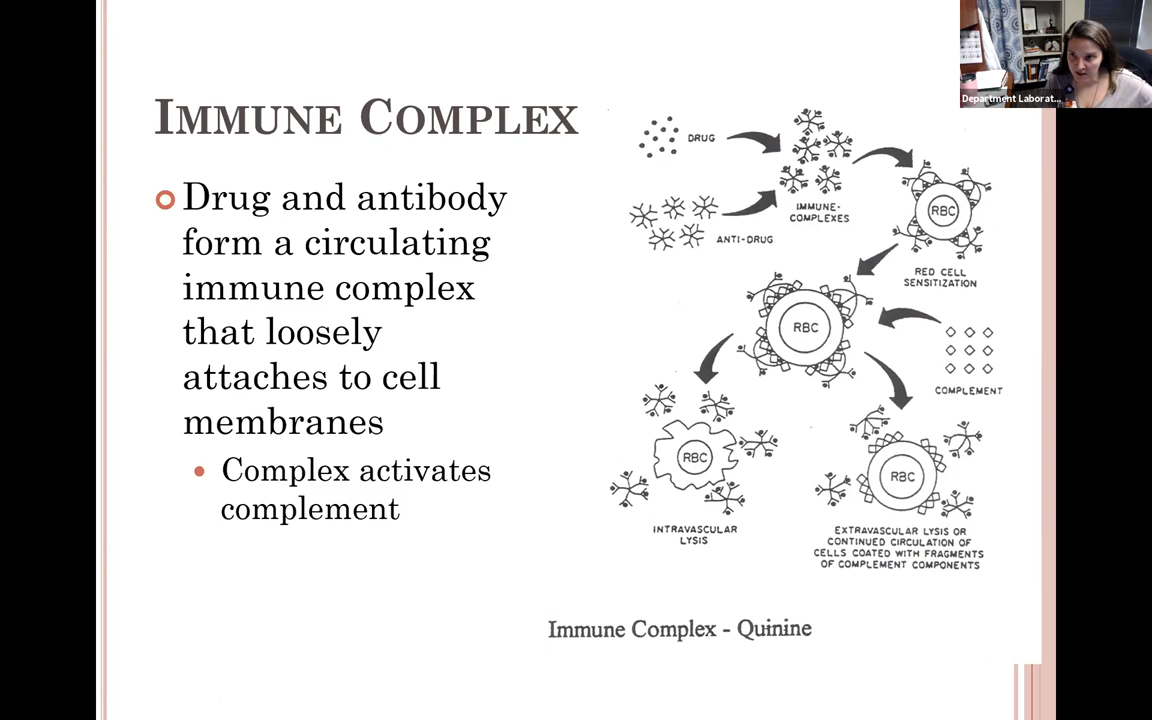 IMMUNE COMPLEX
Drug and antibody
form a circulating
immune complex
that loosely
attaches to cell
membranes
Complex activates
complement
DRUG
ANTI-DRUG
IMMUNE-
COMPLEXES
RBC
RED CELL
SENSITIZATION
RBC
COMPLEMENT
RBC
INTRAVASCULAR
LYSIS
RBC
EXTRAVASCULAR LYSIS OR
CONTINUED CIRCULATION OF
CELLS COATED WITH FRAGMENTS
OF COMPLEMENT COMPONENTS
Immune Complex - Quinine
Department Laborat...